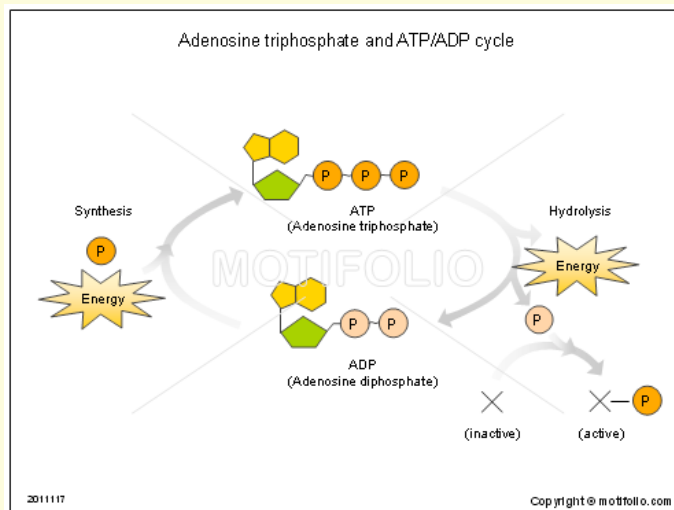 Adenosine triphosphate and ATP/ADP cycle
P P P
Synthesis
ATP
Hydrolysis
(Adenosine triphosphate)
P
Energy
MOTIFOLIO
Energy
P P
P
ADP
(Adenosine diphosphate)
P
(inactive)
(active)
2011117
Copyright © motifolio.com